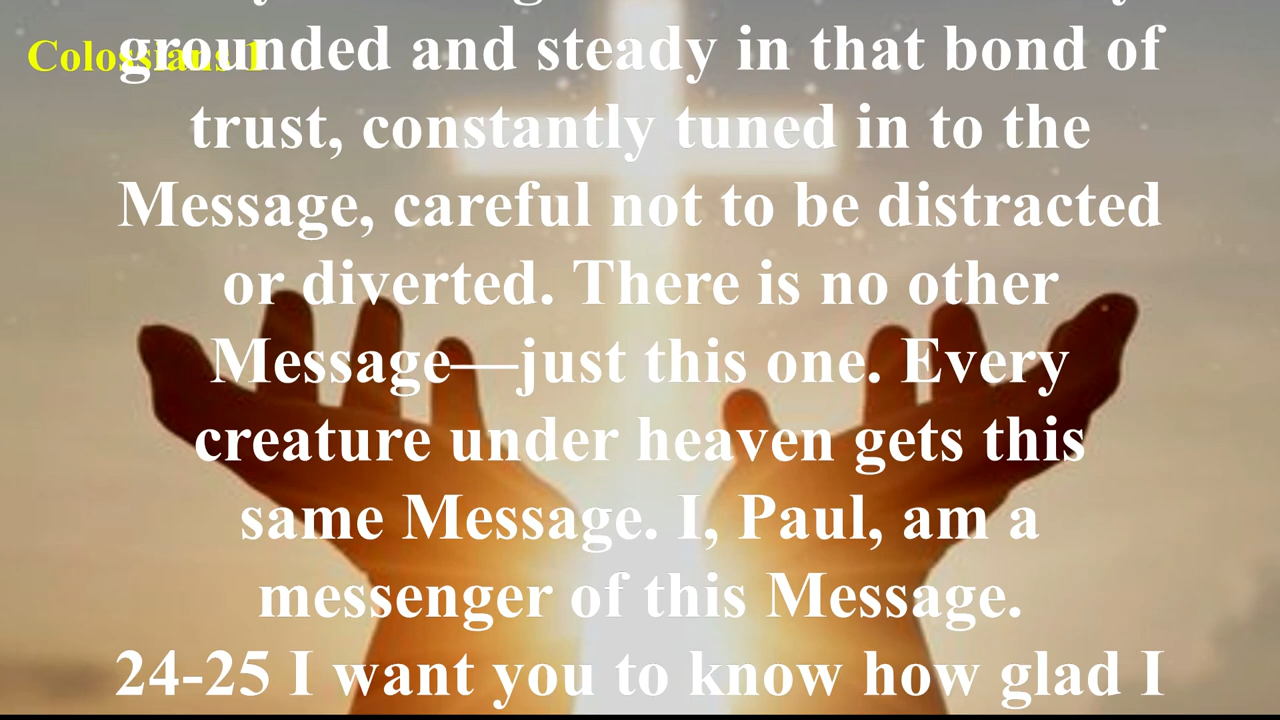 Colossians 1
grounded and steady in that bond of
trust, constantly tuned in to the
Message, careful not to be distracted
or diverted. There is no other
Message—just this one. Every
creature under heaven gets this
same Message. I, Paul, am a
messenger of this Message.
24-25 I want you to know how glad I